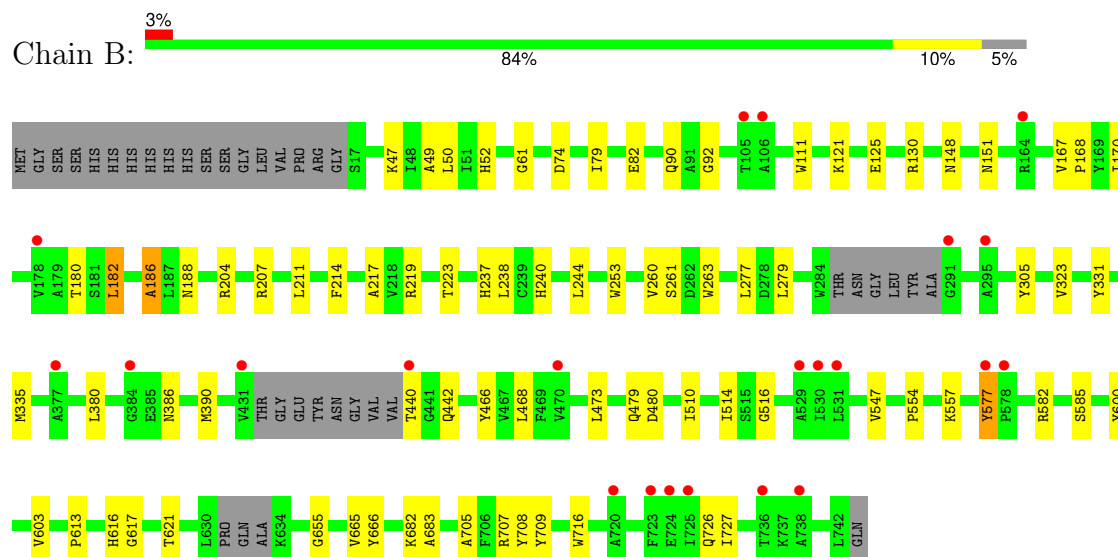 3%
Chain B:
84% 10% 5%
MET GLY SER SER HIS HIS HIS HIS HIS HIS SER SER GLY LEU VAL PRO ARG GLY S17 K47 I48 A49 L50 I51 H52 G61 D74 I79 E82 Q90 A91 G92 T105 A106 W111 K121 E125 R130 N148 N151 R164 V167 P168 Y169 I170
V178 A179 T180 S181 L182 A186 L187 N188 R204 R207 L211 F214 A217 V218 R219 T223 H237 L238 C239 H240 L244 W253 V260 S261 D262 W263 L277 D278 L279 W284 THR ASN GLY LEU TYR ALA G291 A295 Y305 V323 Y331
M335 A377 L380 G384 E385 N386 M390 V431 THR GLY GLU TYR ASN GLY VAL VAL T440 G441 Q442 Y466 V467 L468 F469 V470 L473 Q479 D480 I510 I514 S515 G516 A529 I530 L531 V547 P554 K557 Y577 P578 R582 S585
V603 P613 H616 G617 T621 L630 PRO GLN ALA K634 G655 V665 Y666 K682 A683 A705 F706 R707 Y708 Y709 W716 A720 F723 E724 I725 Q726 I727 T736 K737 A738 L742 GLN